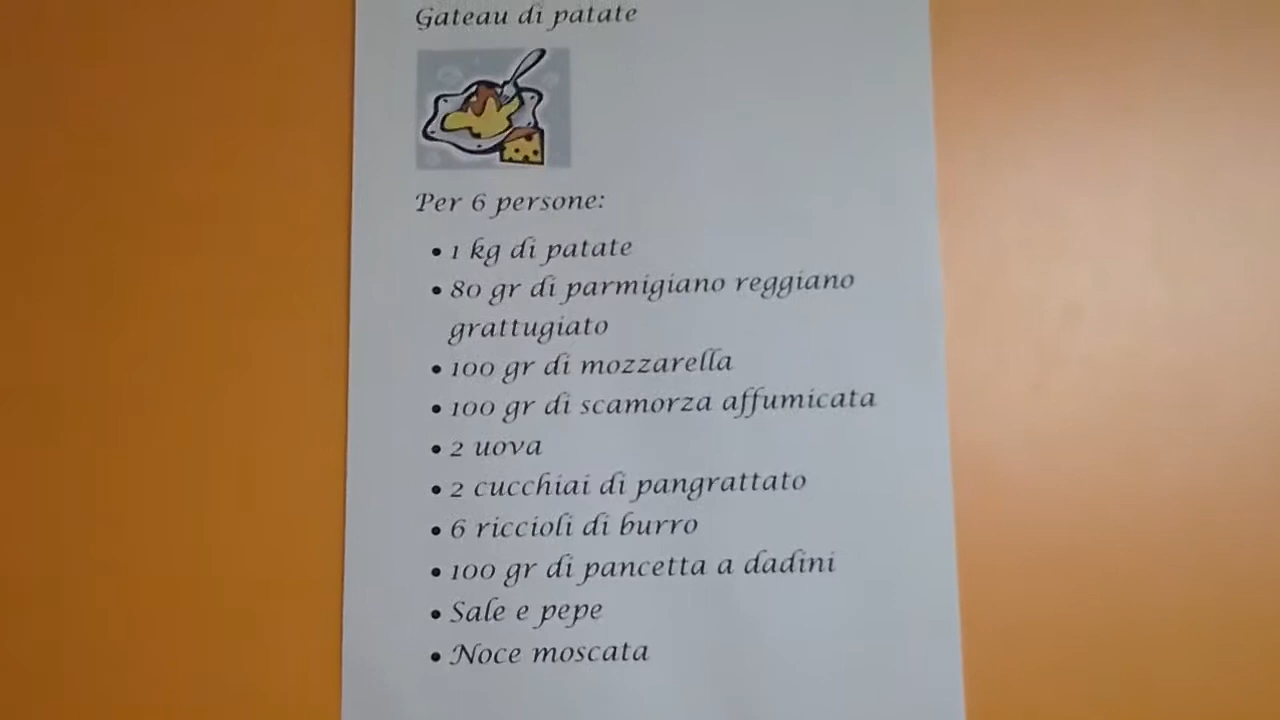 Gateau di patate
Per 6 persone:
• 1 kg di patate
• 80 gr di parmigiano reggiano
grattugiato
• 100 gr di mozzarella
• 100 gr di scamorza affumicata
• 2 uova
• 2 cucchiai di pangrattato
• 6 riccioli di burro
• 100 gr di pancetta a dadini
• Sale e pepe
• Noce moscata